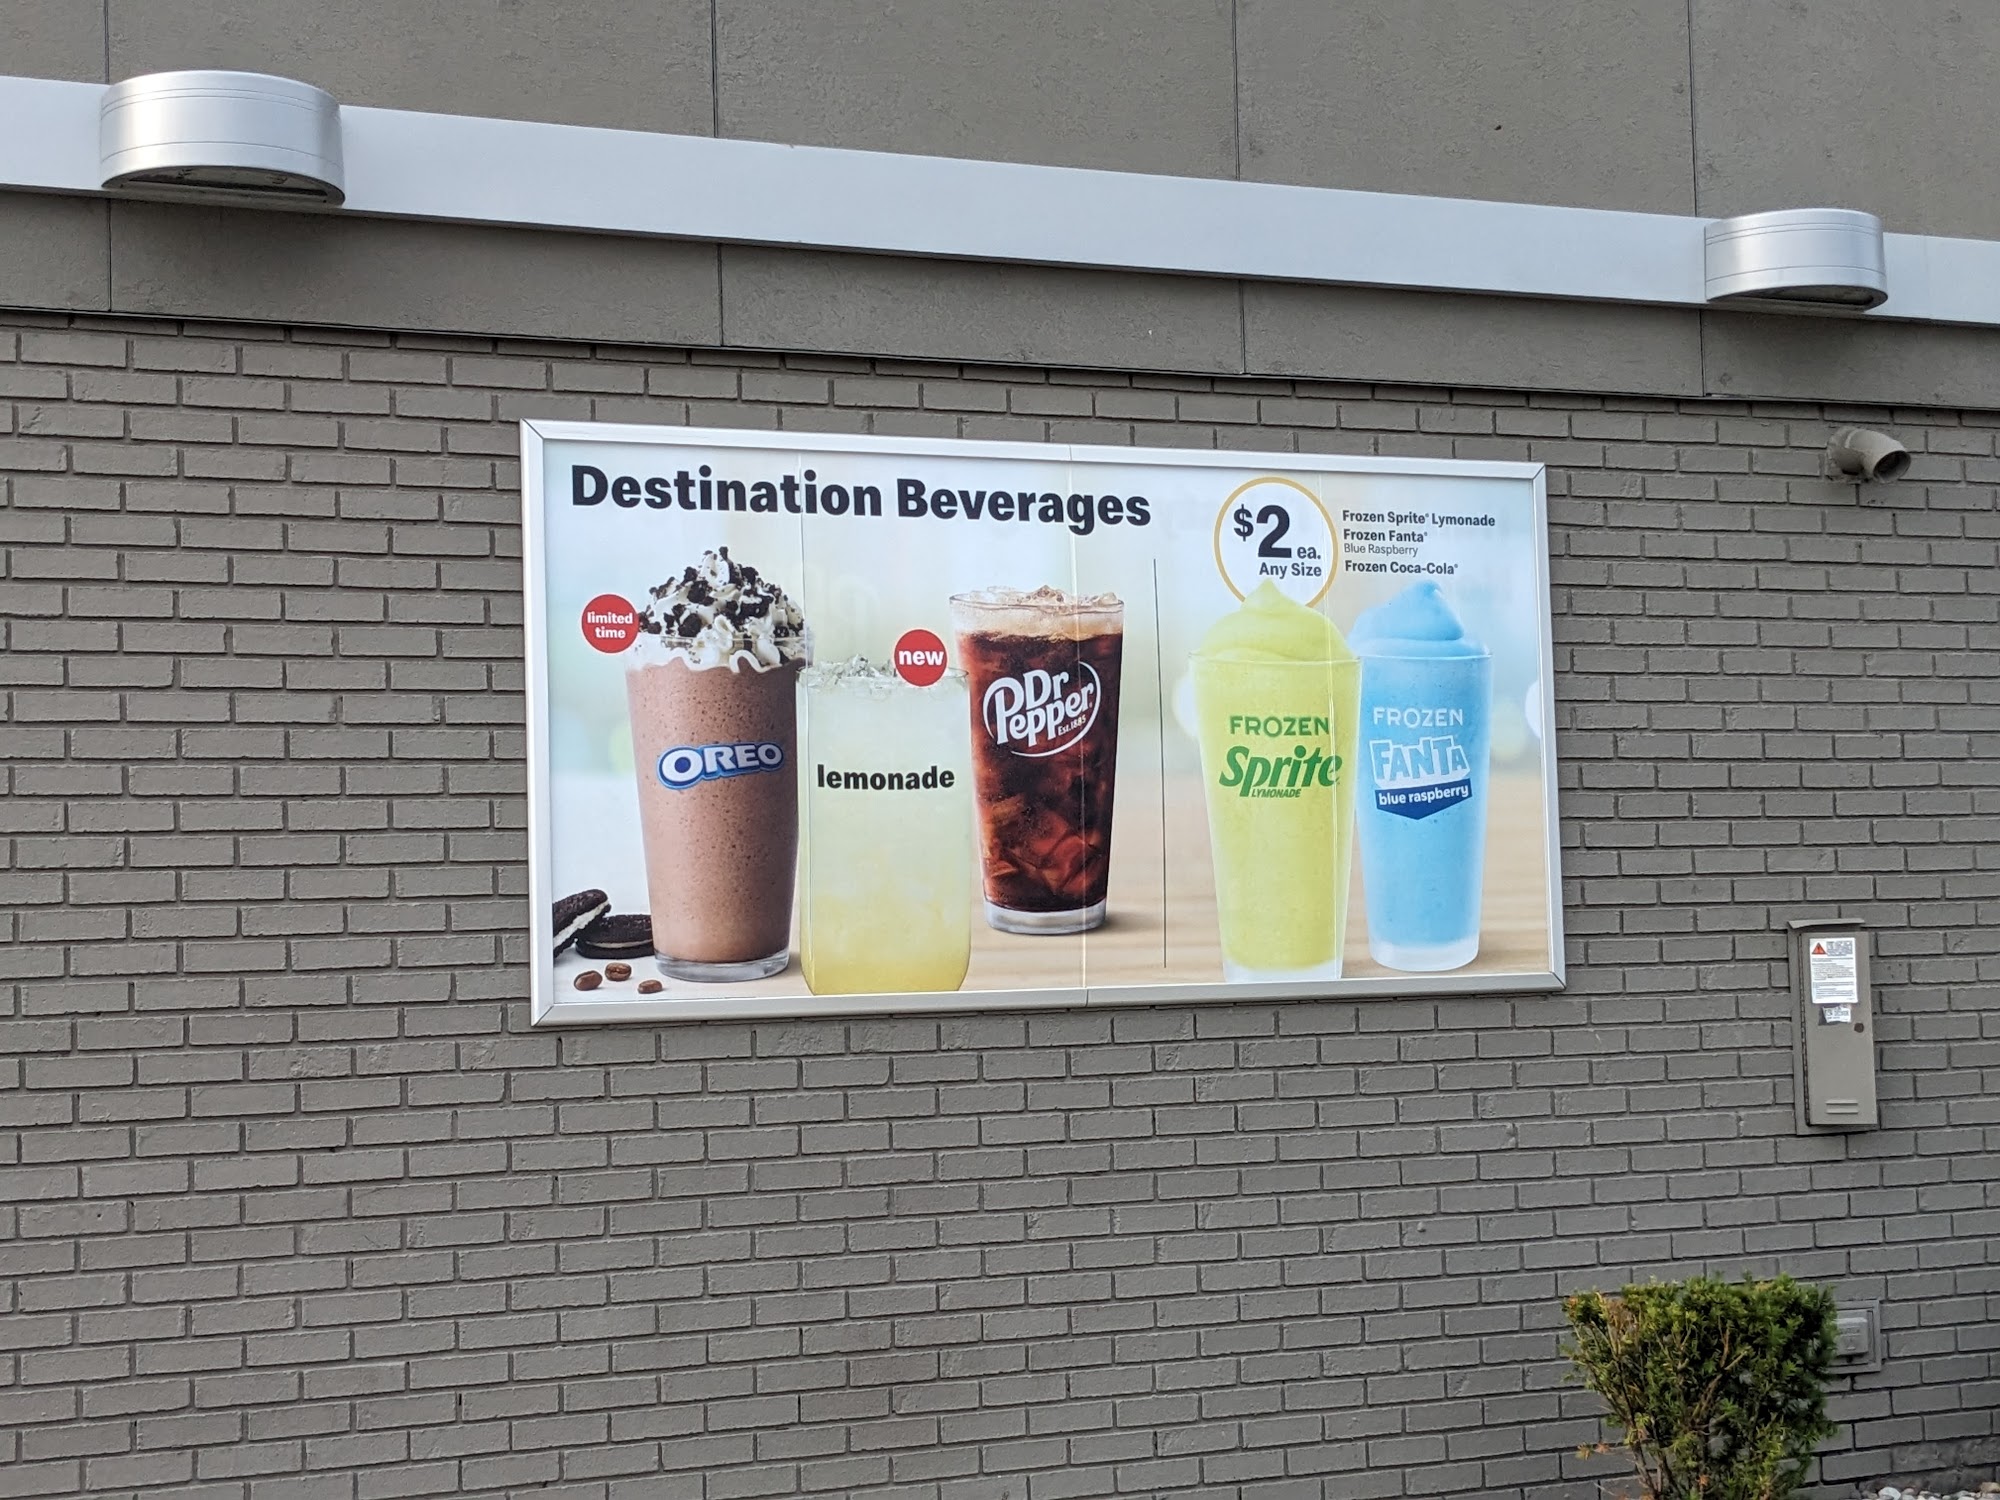 Destination Beverages
limited
time
OREO
new
lemonade
Dr
Pepper
Est. 1885
$2 ea.
Any Size
Frozen Sprite® Lymonade
Frozen Fanta®
Blue Raspberry
Frozen Coca-Cola®
FROZEN
Sprite
LYMONADE
FROZEN
FANTA
blue raspberry